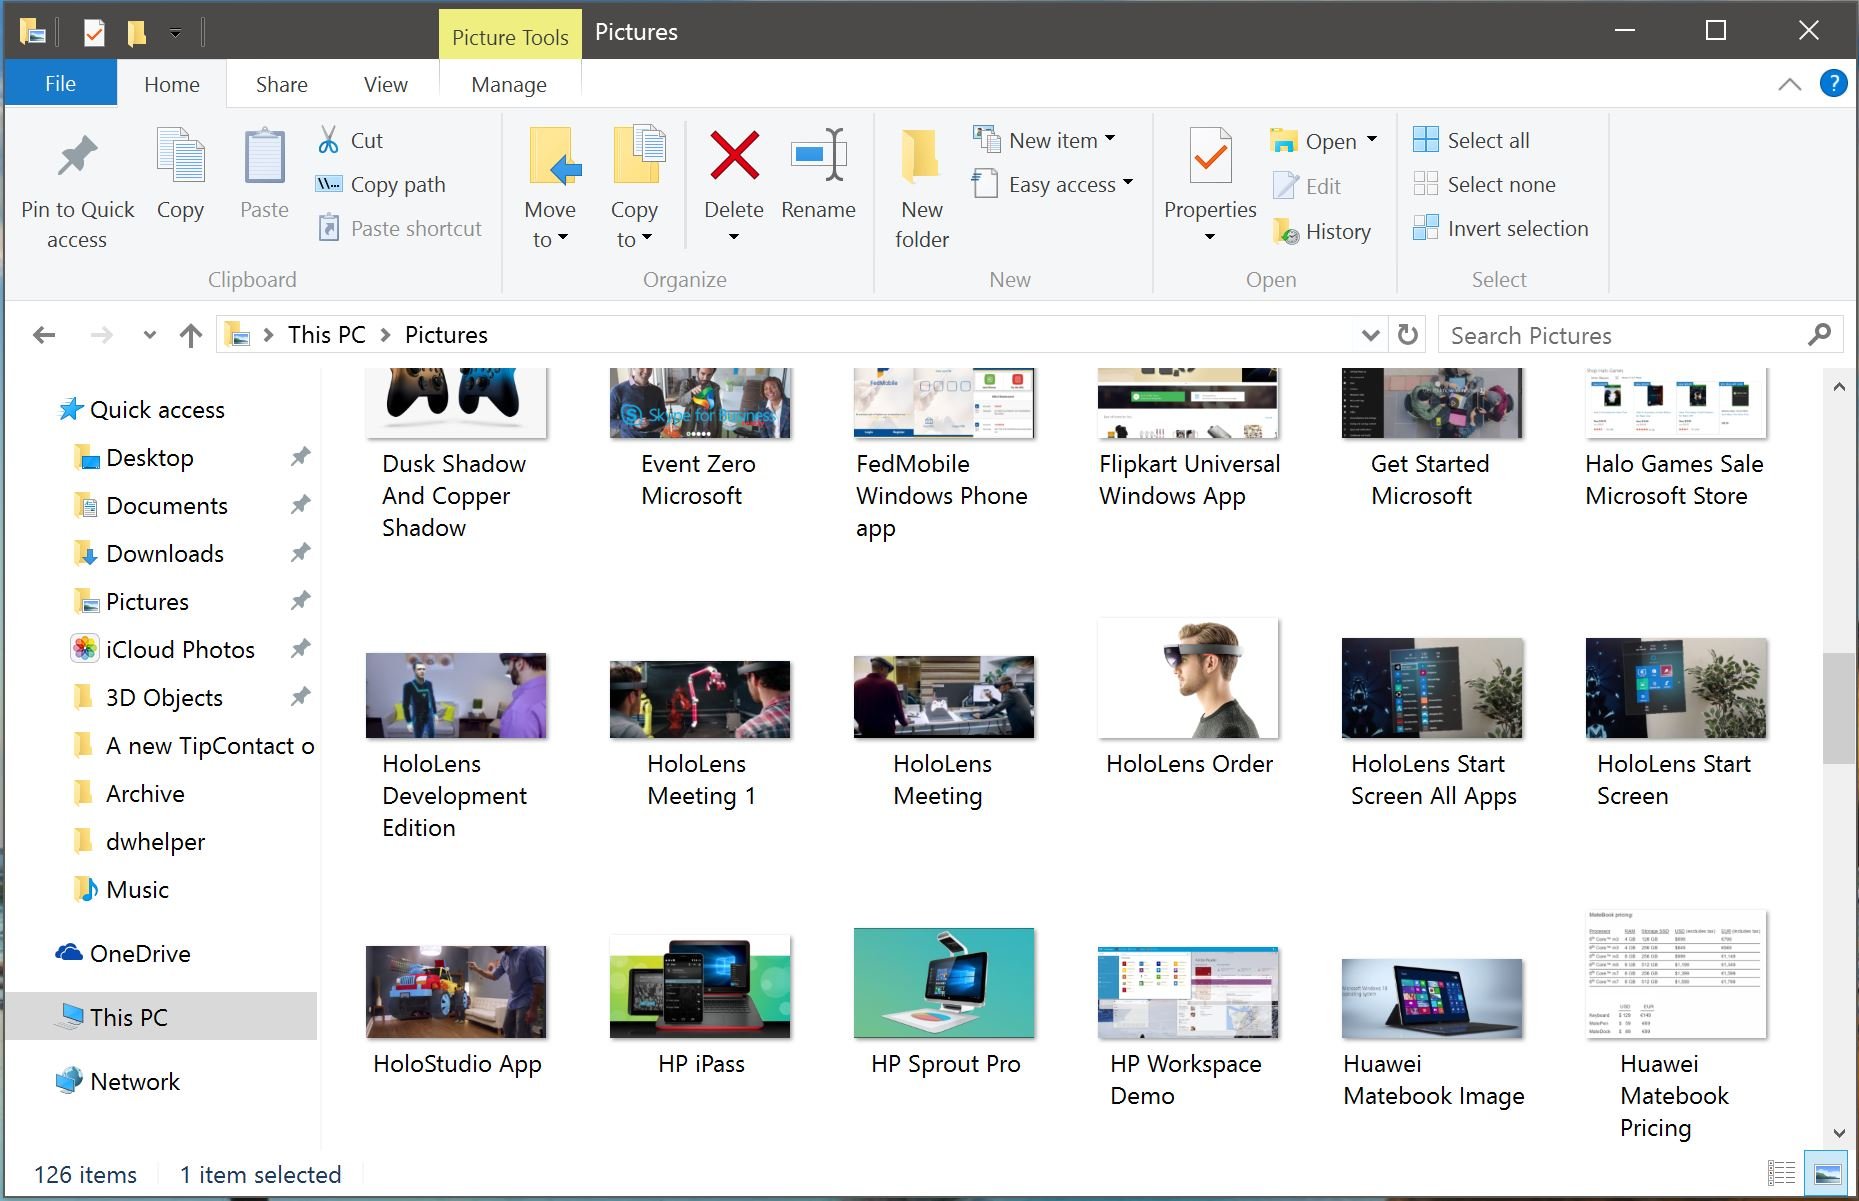 Picture Tools
Pictures
File
Home
Share
View
Manage
?
Pin to Quick
access
Copy
Paste
Cut
Copy path
Paste shortcut
Clipboard
Move
to
Copy
to
Delete
Rename
Organize
New
folder
New item
Easy access
New
Properties
Open
Edit
History
Open
Select all
Select none
Invert selection
Select
This PC
Pictures
Search Pictures
Quick access
Desktop
Documents
Downloads
Pictures
iCloud Photos
3D Objects
A new TipContact o
Archive
dwhelper
Music
OneDrive
This PC
Network
Skype for Business
FedMobile
Dusk Shadow
And Copper
Shadow
Event Zero
Microsoft
FedMobile
Windows Phone
app
Flipkart Universal
Windows App
Get Started
Microsoft
Halo Games Sale
Microsoft Store
HoloLens
Development
Edition
HoloLens
Meeting 1
HoloLens
Meeting
HoloLens Order
HoloLens Start
Screen All Apps
HoloLens Start
Screen
MateBook pricing:
HoloStudio App
HP iPass
HP Sprout Pro
HP Workspace
Demo
Huawei
Matebook Image
Huawei
Matebook
Pricing
126 items
1 item selected